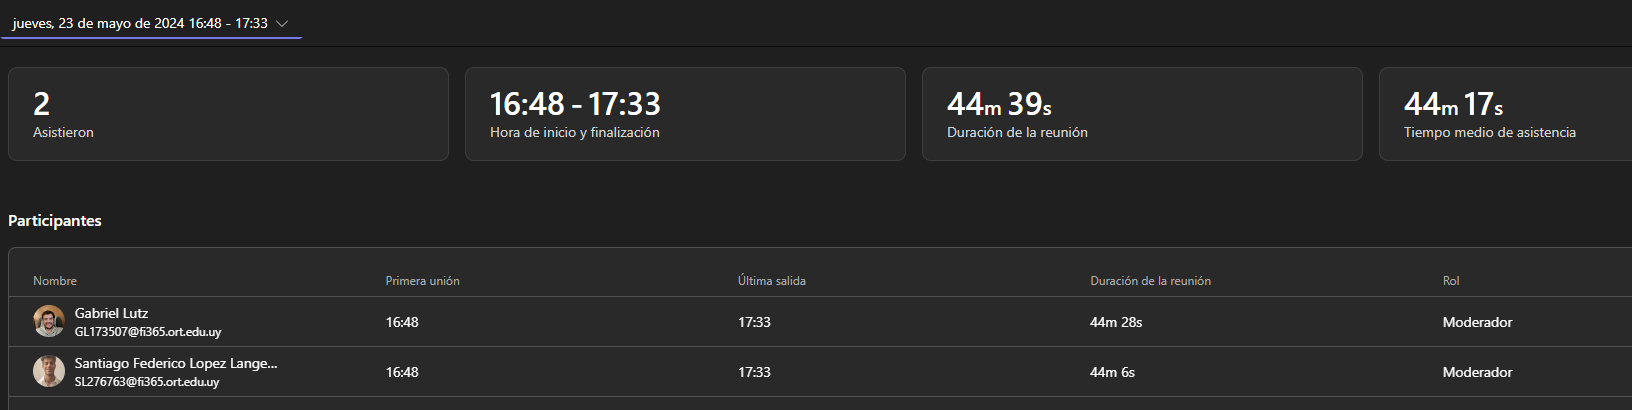 jueves, 23 de mayo de 2024 16:48 - 17:33
2
Asistieron
16:48 - 17:33
Hora de inicio y finalización
44m 39s
Duración de la reunión
44m 17s
Tiempo medio de asistencia
Participantes
Nombre Primera unión Última salida Duración de la reunión Rol
Gabriel Lutz
GL173507@fi365.ort.edu.uy
16:48 17:33 44m 28s Moderador
Santiago Federico Lopez Lange...
SL276763@fi365.ort.edu.uy
16:48 17:33 44m 6s Moderador